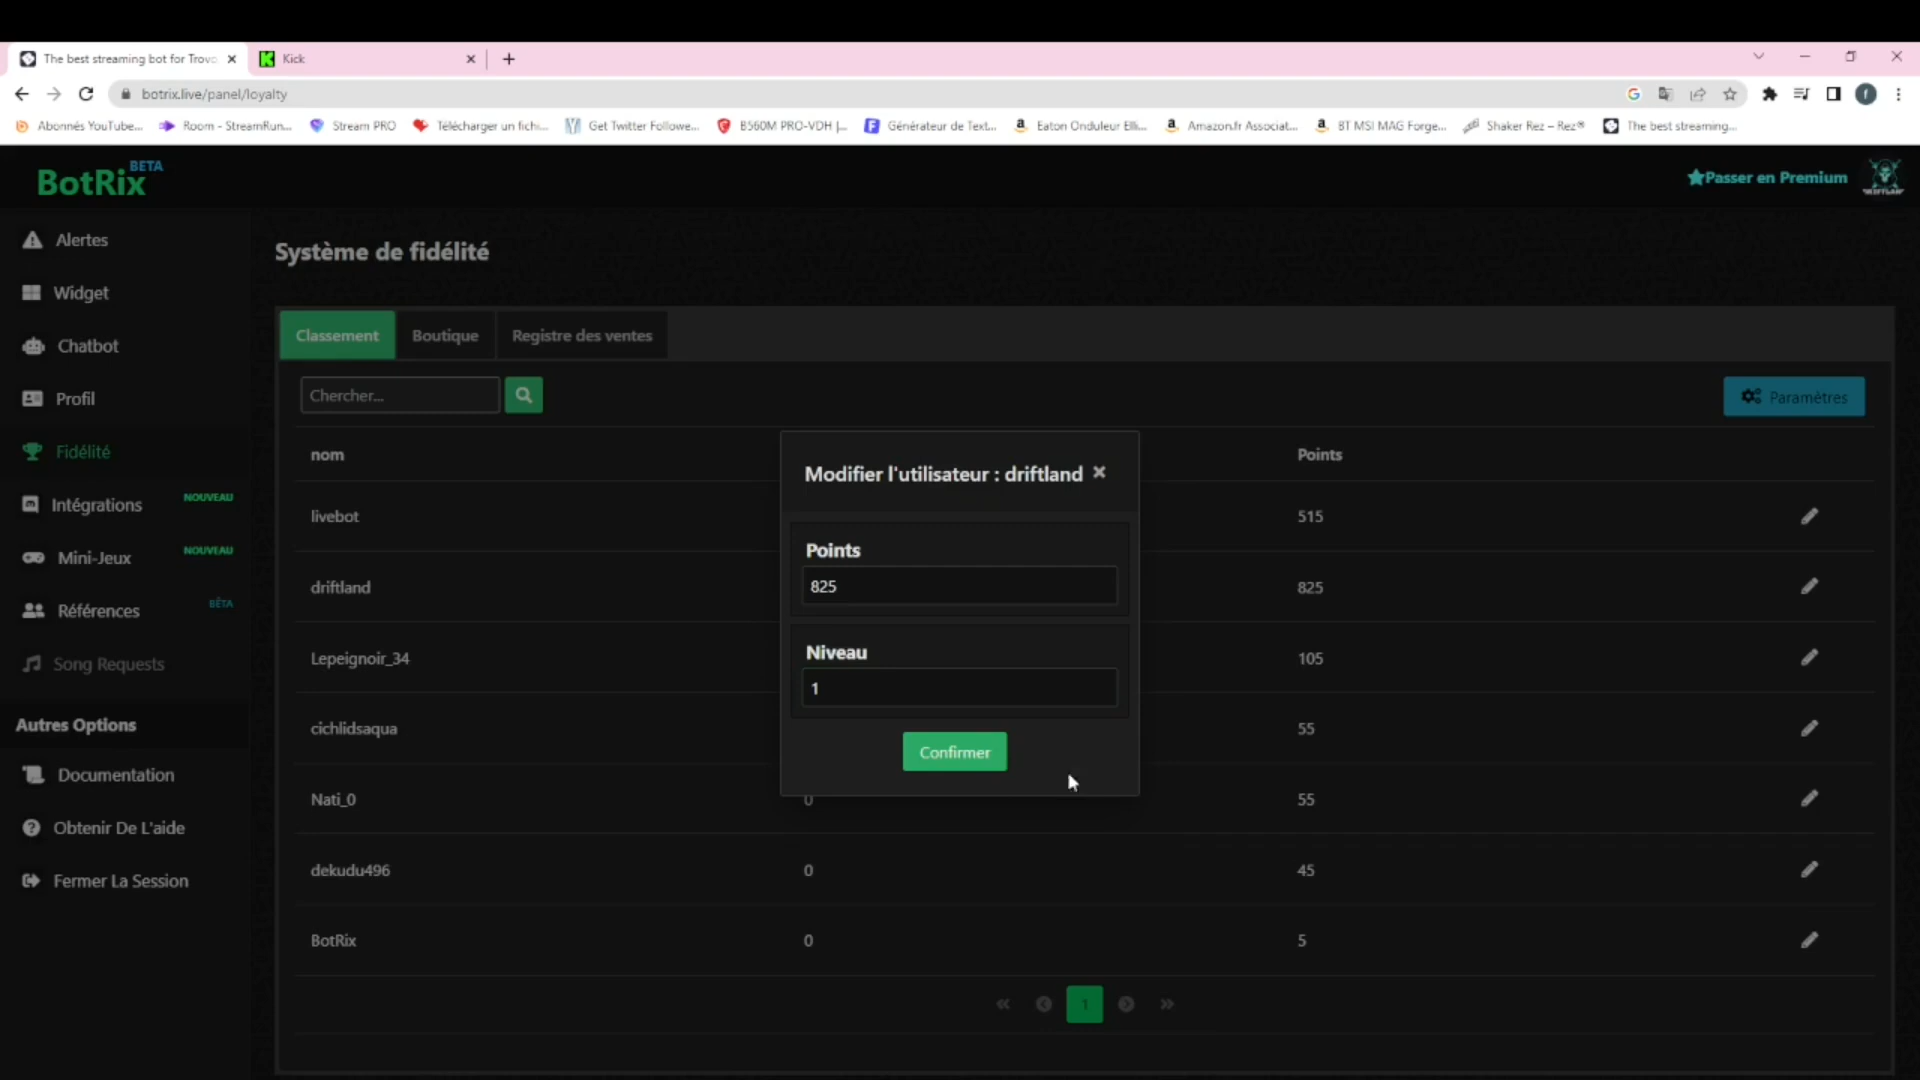 The best streaming bot for Trovo
Kick
botrix.live/panel/loyalty
Abonnés YouTube... Room - StreamRun... Stream PRO Télécharger un fichi... Get Twitter Followe... B560M PRO-VDH |... Générateur de Text... Eaton Onduleur Elli... Amazon.fr Associat... BT MSI MAG Forge... Shaker Rez – Rez® The best streaming...
BotRix BETA
Passer en Premium
Alertes
Widget
Chatbot
Profil
Fidélité
Intégrations NOUVEAU
Mini-Jeux NOUVEAU
Références BÊTA
Song Requests
Autres Options
Documentation
Obtenir De L'aide
Fermer La Session
Système de fidélité
Classement Boutique Registre des ventes
Chercher...
Paramètres
nom Points
livebot 515
driftland 825
Lepeignoir_34 105
cichlidsaqua 55
Nati_0 0 55
dekudu496 0 45
BotRix 0 5
1
Modifier l'utilisateur : driftland ×
Points
825
Niveau
1
Confirmer